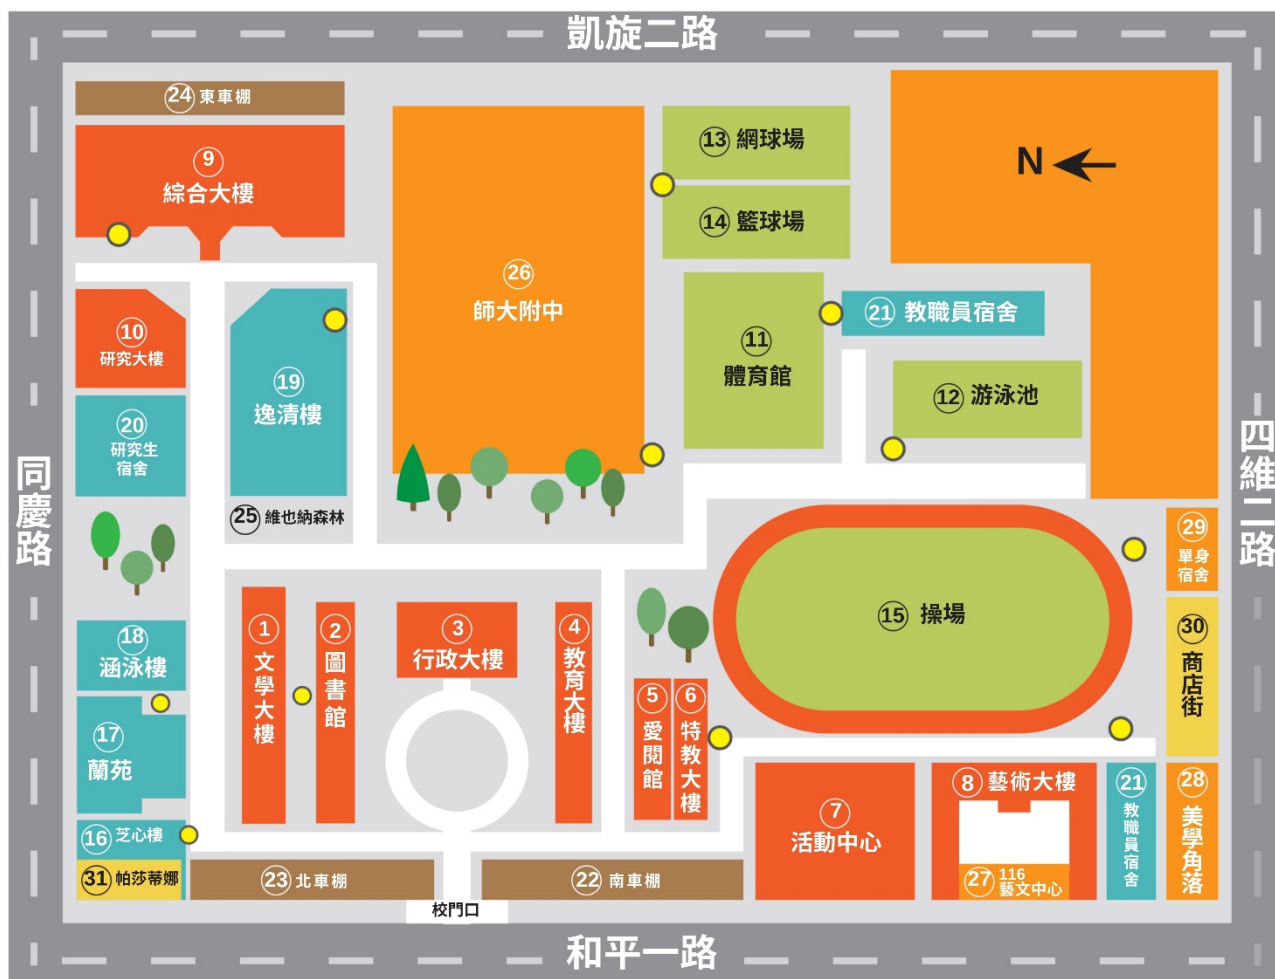 凱旋二路
24 東車棚
9
綜合大樓
13 網球場
14 籃球場
N
26
師大附中
10
研究大樓
19
逸清樓
20
研究生
宿舍
25 維也納森林
11
體育館
21 教職員宿舍
12 游泳池
同慶路
四維二路
29
單身
宿舍
15 操場
30
商店街
18
涵泳樓
17
蘭苑
16 芝心樓
31 帕莎蒂娜
1
文學大樓
2
圖書館
3
行政大樓
4
教育大樓
5
愛閱館
6
特教大樓
7
活動中心
8 藝術大樓
27 116
藝文中心
21
教職員宿舍
28
美學角落
23 北車棚
22 南車棚
校門口
和平一路